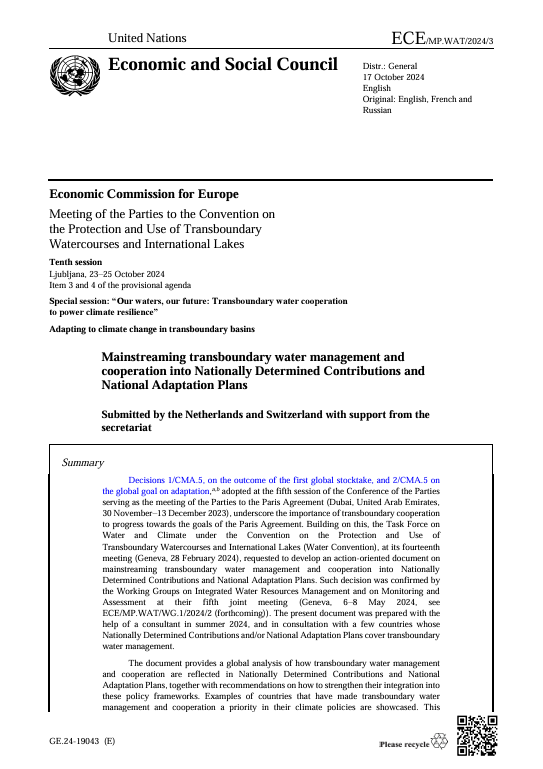 United Nations
ECE/MP.WAT/2024/3
Economic and Social Council
Distr.: General
17 October 2024
English
Original: English, French and
Russian
Economic Commission for Europe
Meeting of the Parties to the Convention on
the Protection and Use of Transboundary
Watercourses and International Lakes
Tenth session
Ljubljana, 23–25 October 2024
Item 3 and 4 of the provisional agenda
Special session: “Our waters, our future: Transboundary water cooperation
to power climate resilience”
Adapting to climate change in transboundary basins
Mainstreaming transboundary water management and
cooperation into Nationally Determined Contributions and
National Adaptation Plans
Submitted by the Netherlands and Switzerland with support from the
secretariat
Summary
Decisions 1/CMA.5, on the outcome of the first global stocktake, and 2/CMA.5 on
the global goal on adaptation,a,b adopted at the fifth session of the Conference of the Parties
serving as the meeting of the Parties to the Paris Agreement (Dubai, United Arab Emirates,
30 November–13 December 2023), underscore the importance of transboundary cooperation
to progress towards the goals of the Paris Agreement. Building on this, the Task Force on
Water and Climate under the Convention on the Protection and Use of
Transboundary Watercourses and International Lakes (Water Convention), at its fourteenth
meeting (Geneva, 28 February 2024), requested to develop an action-oriented document on
mainstreaming transboundary water management and cooperation into Nationally
Determined Contributions and National Adaptation Plans. Such decision was confirmed by
the Working Groups on Integrated Water Resources Management and on Monitoring and
Assessment at their fifth joint meeting (Geneva, 6–8 May 2024, see
ECE/MP.WAT/WG.1/2024/2 (forthcoming)). The present document was prepared with the
help of a consultant in summer 2024, and in consultation with a few countries whose
Nationally Determined Contributions and/or National Adaptation Plans cover transboundary
water management.
The document provides a global analysis of how transboundary water management
and cooperation are reflected in Nationally Determined Contributions and National
Adaptation Plans, together with recommendations on how to strengthen their integration into
these policy frameworks. Examples of countries that have made transboundary water
management and cooperation a priority in their climate policies are showcased. This
GE.24-19043 (E)
Please recycle